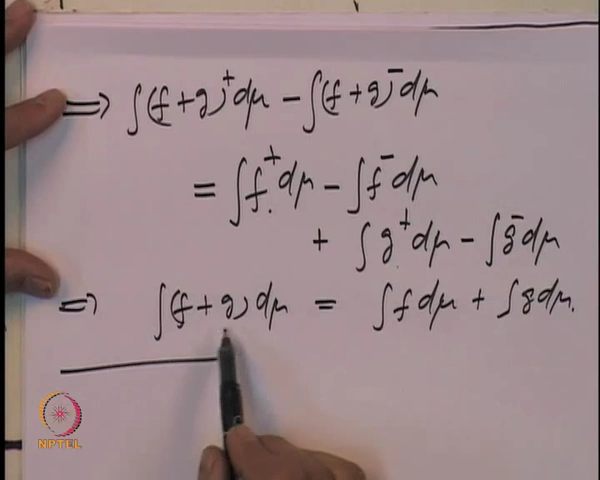 ⟹ ∫(f+g)⁺dμ − ∫(f+g)⁻dμ
= ∫f⁺dμ − ∫f⁻dμ
+ ∫g⁺dμ − ∫g⁻dμ
⟹ ∫(f+g)dμ = ∫fdμ + ∫gdμ.
NPTEL